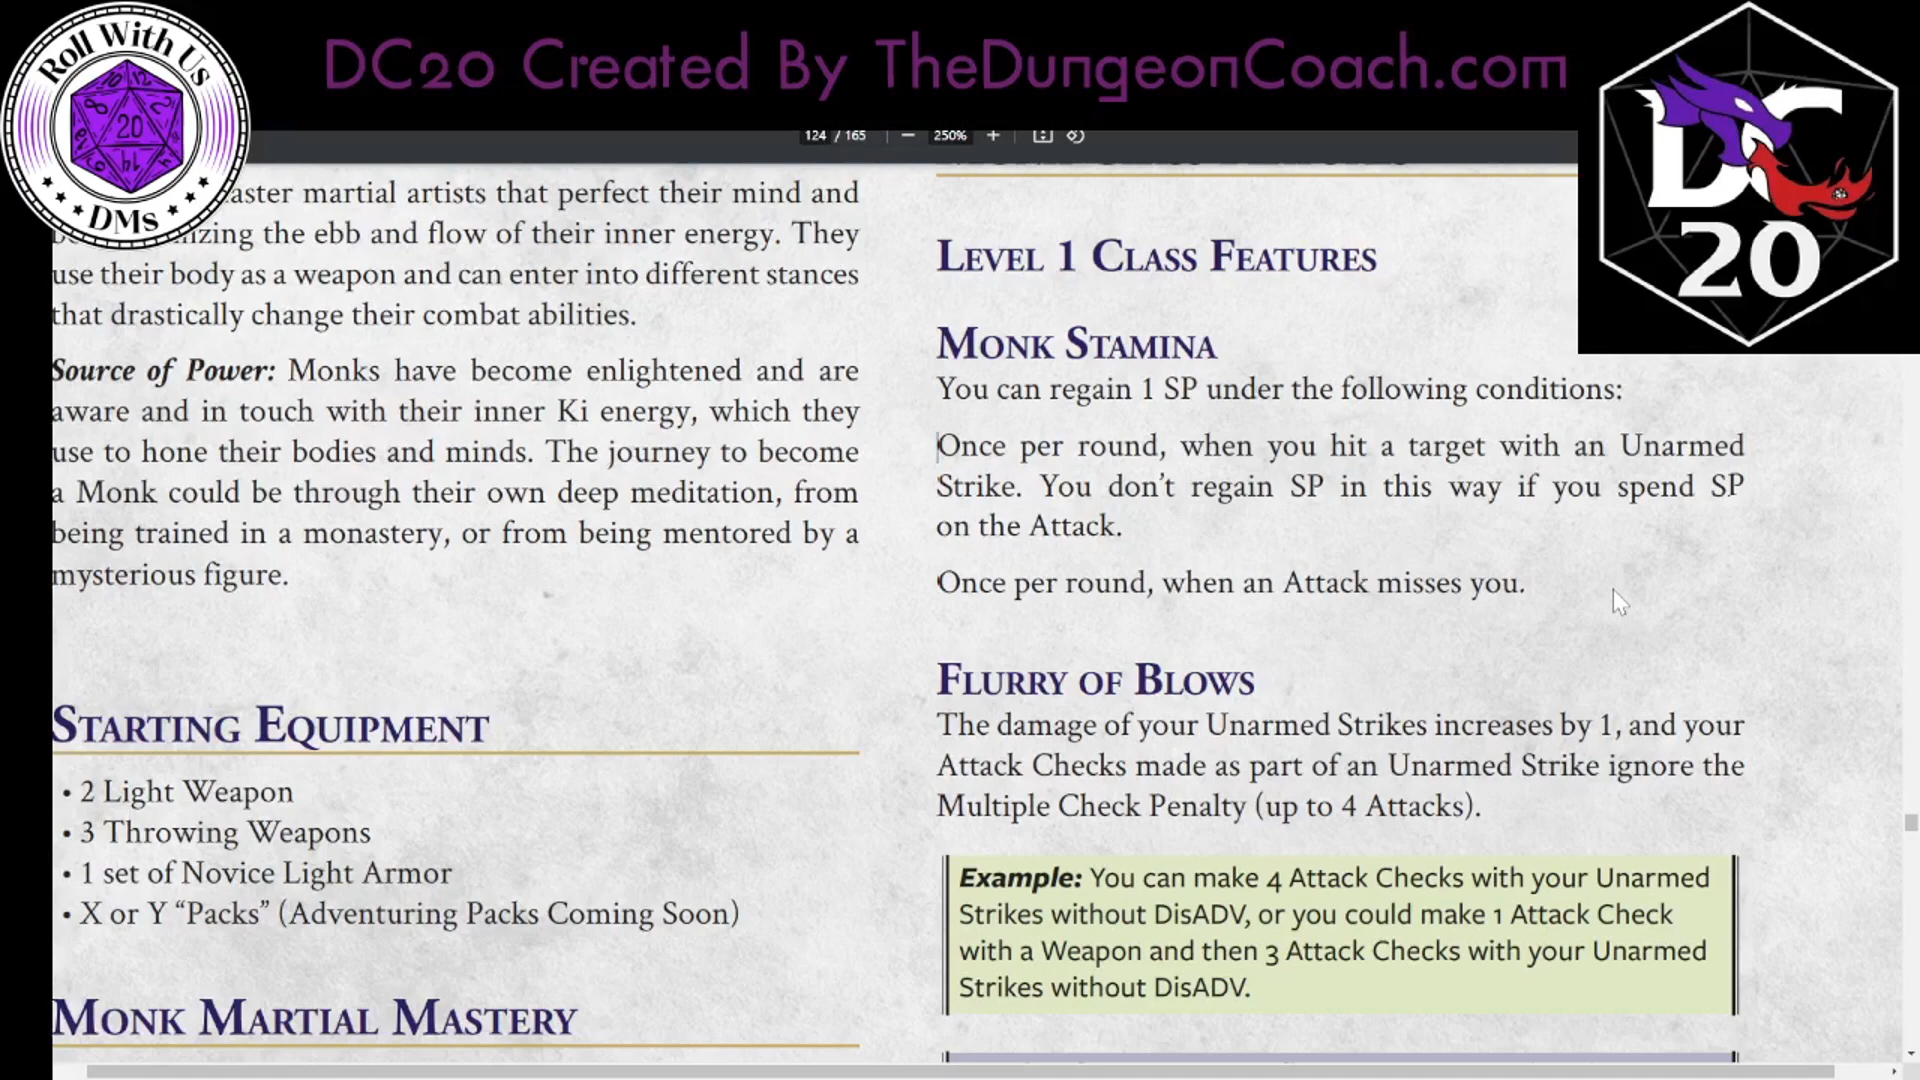 Roll With Us
20
DMs
DC20 Created By TheDungeonCoach.com
DC
20
124 / 165
250%
aster martial artists that perfect their mind and
izing the ebb and flow of their inner energy. They
use their body as a weapon and can enter into different stances
that drastically change their combat abilities.
Source of Power: Monks have become enlightened and are
aware and in touch with their inner Ki energy, which they
use to hone their bodies and minds. The journey to become
a Monk could be through their own deep meditation, from
being trained in a monastery, or from being mentored by a
mysterious figure.
Starting Equipment
• 2 Light Weapon
• 3 Throwing Weapons
• 1 set of Novice Light Armor
• X or Y “Packs” (Adventuring Packs Coming Soon)
Monk Martial Mastery
Level 1 Class Features
Monk Stamina
You can regain 1 SP under the following conditions:
Once per round, when you hit a target with an Unarmed
Strike. You don’t regain SP in this way if you spend SP
on the Attack.
Once per round, when an Attack misses you.
Flurry of Blows
The damage of your Unarmed Strikes increases by 1, and your
Attack Checks made as part of an Unarmed Strike ignore the
Multiple Check Penalty (up to 4 Attacks).
Example: You can make 4 Attack Checks with your Unarmed
Strikes without DisADV, or you could make 1 Attack Check
with a Weapon and then 3 Attack Checks with your Unarmed
Strikes without DisADV.